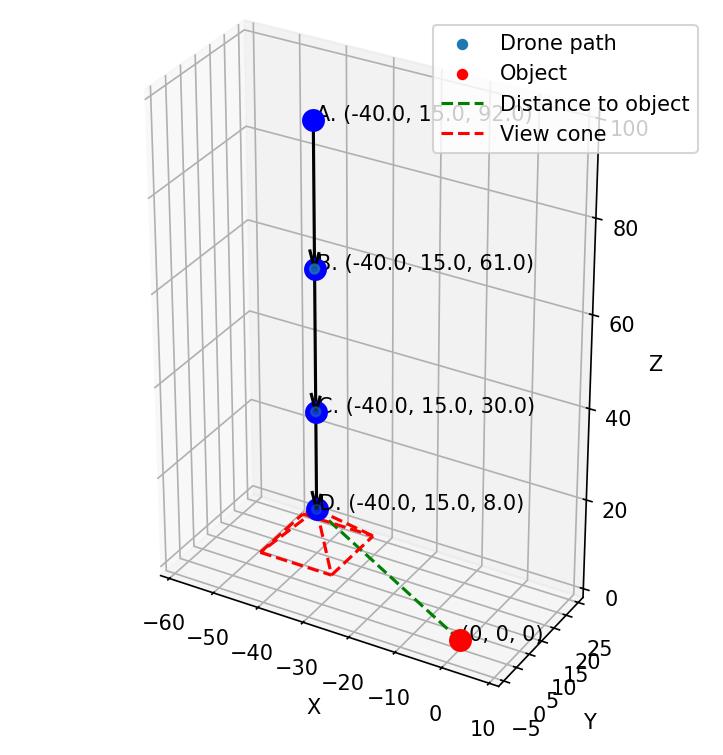 Drone path
Object
Distance to object
View cone
A. (-40.0, 15.0, 92.0)
B. (-40.0, 15.0, 61.0)
C. (-40.0, 15.0, 30.0)
D. (-40.0, 15.0, 8.0)
(0, 0, 0)
100
80
60
40
20
0
Z
−60
−50
−40
−30
−20
−10
0
10
X
−5
0
5
10
15
20
25
Y